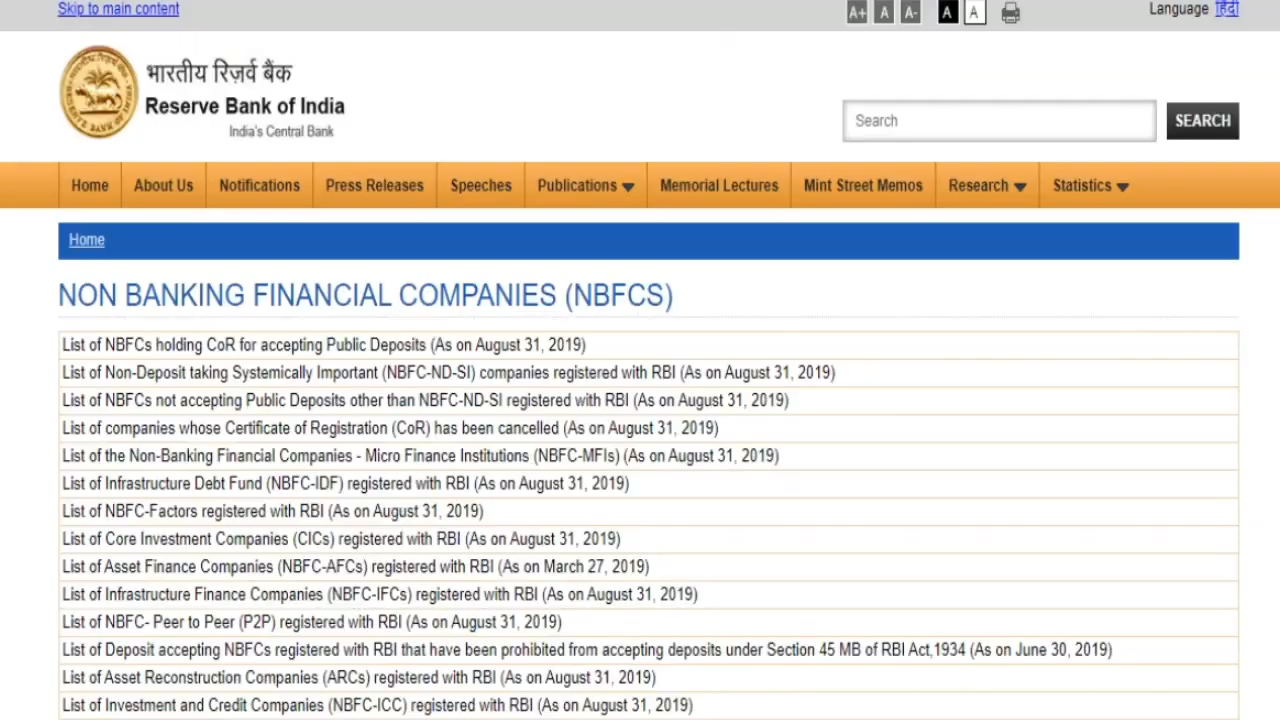 Skip to main content
A+ A A- A A Language हिंदी
भारतीय रिज़र्व बैंक
Reserve Bank of India
India's Central Bank
Search SEARCH
Home About Us Notifications Press Releases Speeches Publications Memorial Lectures Mint Street Memos Research Statistics
Home
NON BANKING FINANCIAL COMPANIES (NBFCS)
List of NBFCs holding CoR for accepting Public Deposits (As on August 31, 2019)
List of Non-Deposit taking Systemically Important (NBFC-ND-SI) companies registered with RBI (As on August 31, 2019)
List of NBFCs not accepting Public Deposits other than NBFC-ND-SI registered with RBI (As on August 31, 2019)
List of companies whose Certificate of Registration (CoR) has been cancelled (As on August 31, 2019)
List of the Non-Banking Financial Companies - Micro Finance Institutions (NBFC-MFIs) (As on August 31, 2019)
List of Infrastructure Debt Fund (NBFC-IDF) registered with RBI (As on August 31, 2019)
List of NBFC-Factors registered with RBI (As on August 31, 2019)
List of Core Investment Companies (CICs) registered with RBI (As on August 31, 2019)
List of Asset Finance Companies (NBFC-AFCs) registered with RBI (As on March 27, 2019)
List of Infrastructure Finance Companies (NBFC-IFCs) registered with RBI (As on August 31, 2019)
List of NBFC- Peer to Peer (P2P) registered with RBI (As on August 31, 2019)
List of Deposit accepting NBFCs registered with RBI that have been prohibited from accepting deposits under Section 45 MB of RBI Act,1934 (As on June 30, 2019)
List of Asset Reconstruction Companies (ARCs) registered with RBI (As on August 31, 2019)
List of Investment and Credit Companies (NBFC-ICC) registered with RBI (As on August 31, 2019)